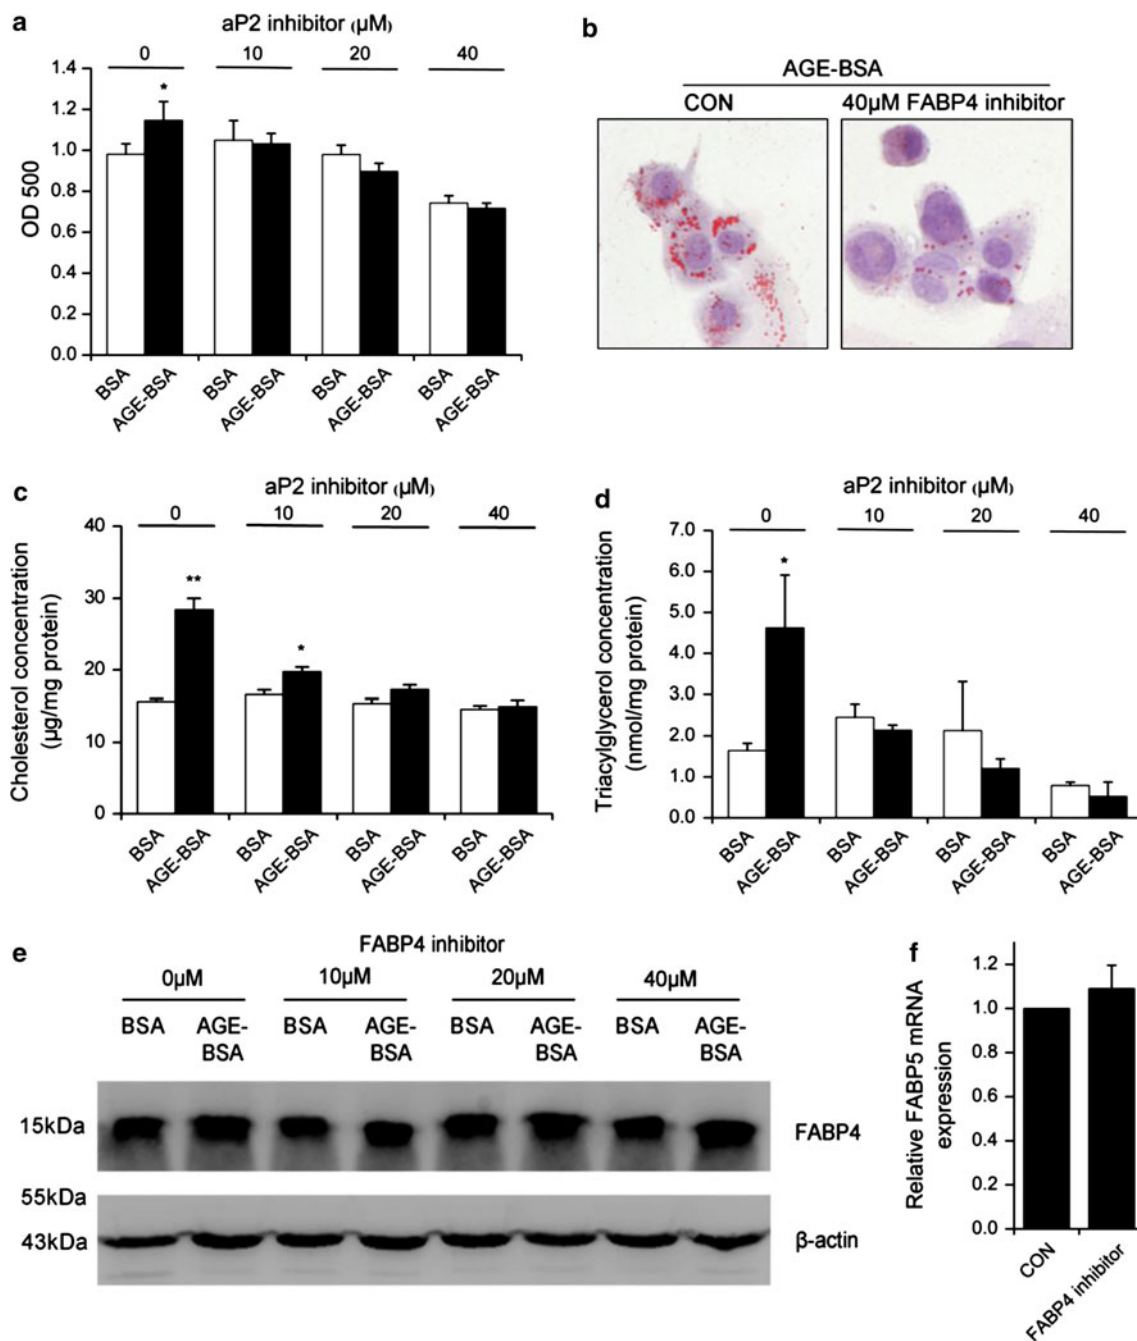 a
aP2 inhibitor (µM)
0 10 20 40
1.4
1.2
1.0
0.8
0.6
0.4
0.2
0.0
OD 500
*
BSA AGE-BSA BSA AGE-BSA BSA AGE-BSA BSA AGE-BSA
b
AGE-BSA
CON 40µM FABP4 inhibitor
c
aP2 inhibitor (µM)
0 10 20 40
40
30
20
10
0
Cholesterol concentration
(µg/mg protein)
**
*
BSA AGE-BSA BSA AGE-BSA BSA AGE-BSA BSA AGE-BSA
d
aP2 inhibitor (µM)
0 10 20 40
7.0
6.0
5.0
4.0
3.0
2.0
1.0
0.0
Triacylglycerol concentration
(nmol/mg protein)
*
BSA AGE-BSA BSA AGE-BSA BSA AGE-BSA BSA AGE-BSA
e
FABP4 inhibitor
0µM 10µM 20µM 40µM
BSA AGE- BSA AGE- BSA AGE- BSA AGE-
BSA BSA BSA BSA
15kDa FABP4
55kDa
43kDa β-actin
f
1.2
1.0
0.8
0.6
0.4
0.2
0.0
Relative FABP5 mRNA
expression
CON FABP4 inhibitor